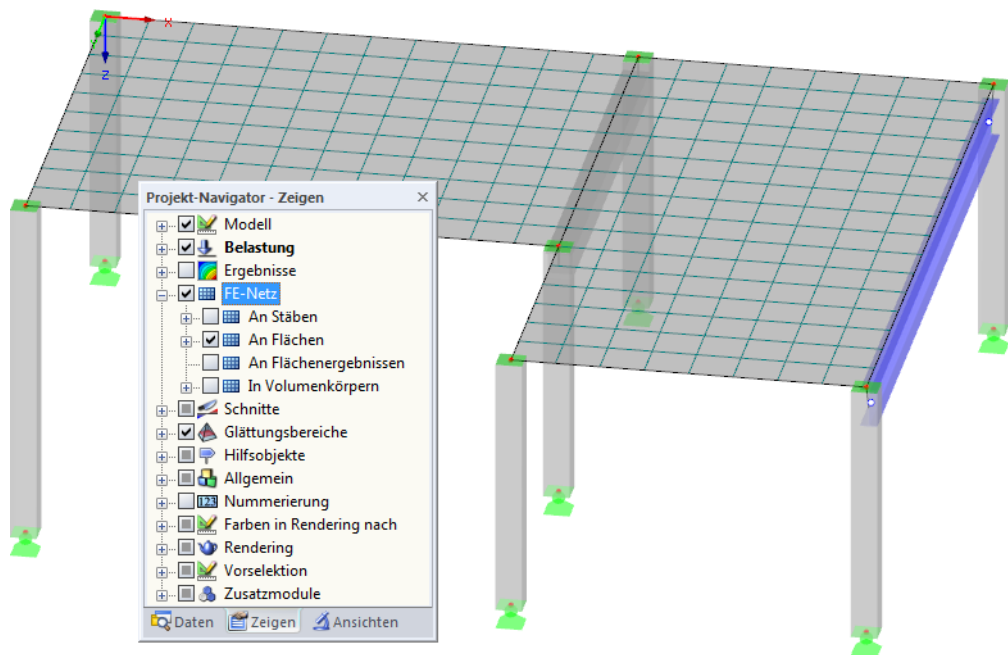 X
Z
Projekt-Navigator - Zeigen
Modell
Belastung
Ergebnisse
FE-Netz
An Stäben
An Flächen
An Flächenergebnissen
In Volumenkörpern
Schnitte
Glättungsbereiche
Hilfsobjekte
Allgemein
123 Nummerierung
Farben in Rendering nach
Rendering
Vorselektion
Zusatzmodule
Daten Zeigen Ansichten